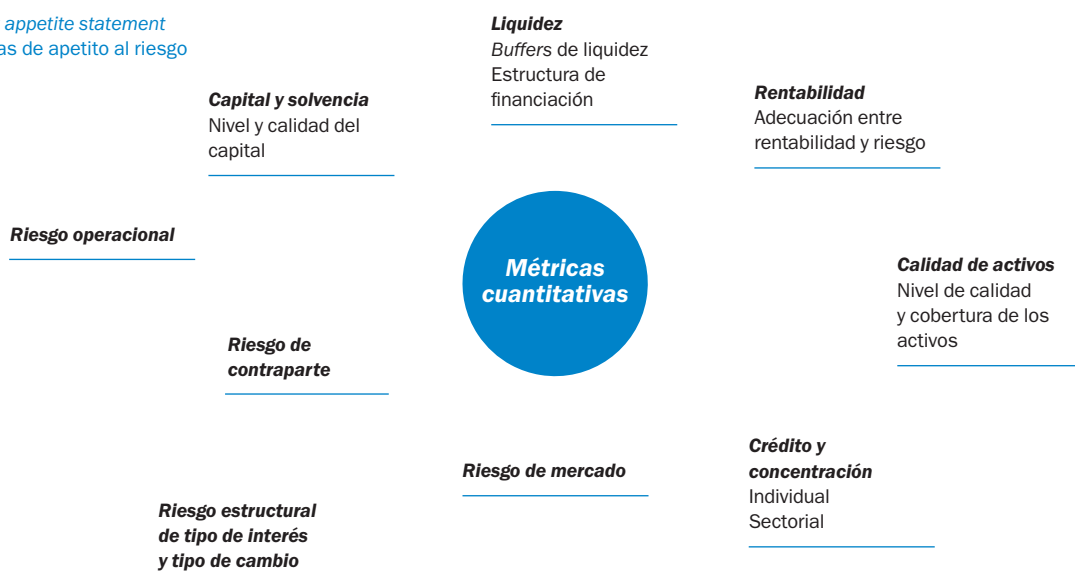 appetite statement
as de apetito al riesgo
Liquidez
Buffers de liquidez
Estructura de
financiación
Capital y solvencia
Nivel y calidad del
capital
Rentabilidad
Adecuación entre
rentabilidad y riesgo
Riesgo operacional
Métricas
cuantitativas
Calidad de activos
Nivel de calidad
y cobertura de los
activos
Riesgo de
contraparte
Crédito y
concentración
Individual
Sectorial
Riesgo de mercado
Riesgo estructural
de tipo de interés
y tipo de cambio